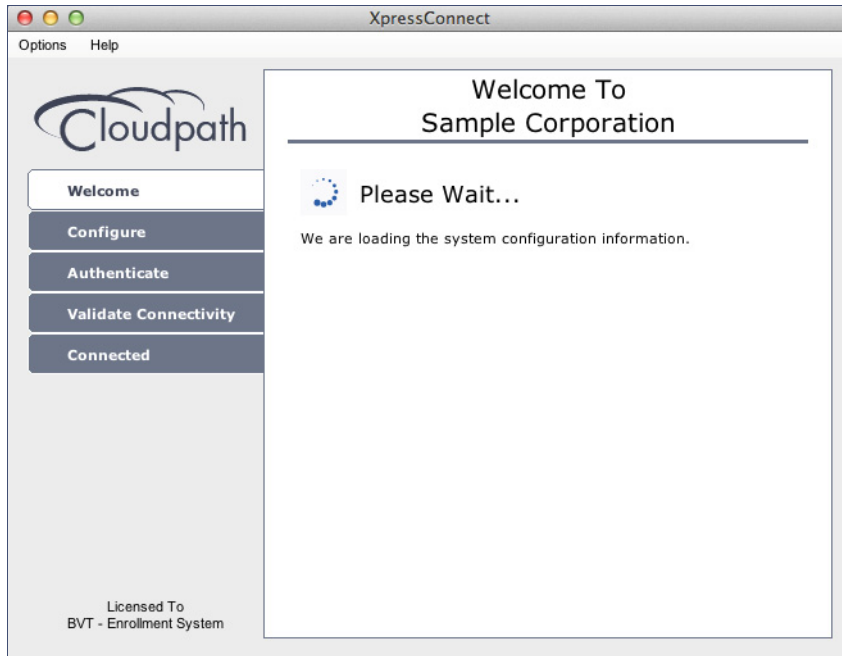 XpressConnect
Options Help
Cloudpath
Welcome To
Sample Corporation
Welcome
Configure
Authenticate
Validate Connectivity
Connected
Please Wait...
We are loading the system configuration information.
Licensed To
BVT - Enrollment System